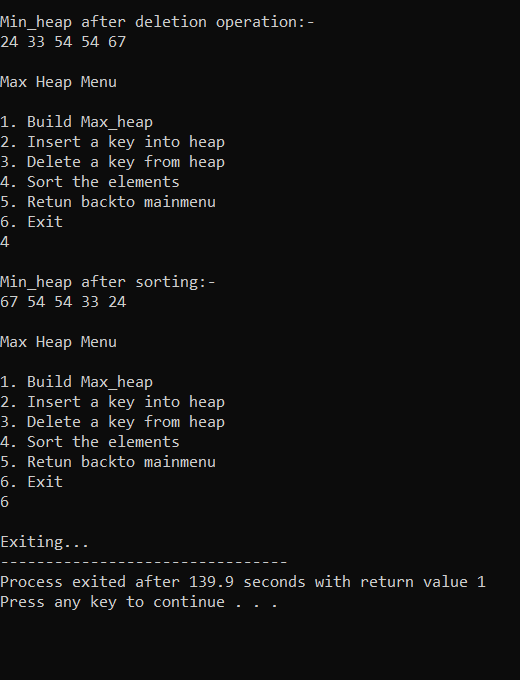 Min_heap after deletion operation:-
24 33 54 54 67
Max Heap Menu
1. Build Max_heap
2. Insert a key into heap
3. Delete a key from heap
4. Sort the elements
5. Retun backto mainmenu
6. Exit
4
Min_heap after sorting:-
67 54 54 33 24
Max Heap Menu
1. Build Max_heap
2. Insert a key into heap
3. Delete a key from heap
4. Sort the elements
5. Retun backto mainmenu
6. Exit
6
Exiting...
--------------------------------
Process exited after 139.9 seconds with return value 1
Press any key to continue . . .